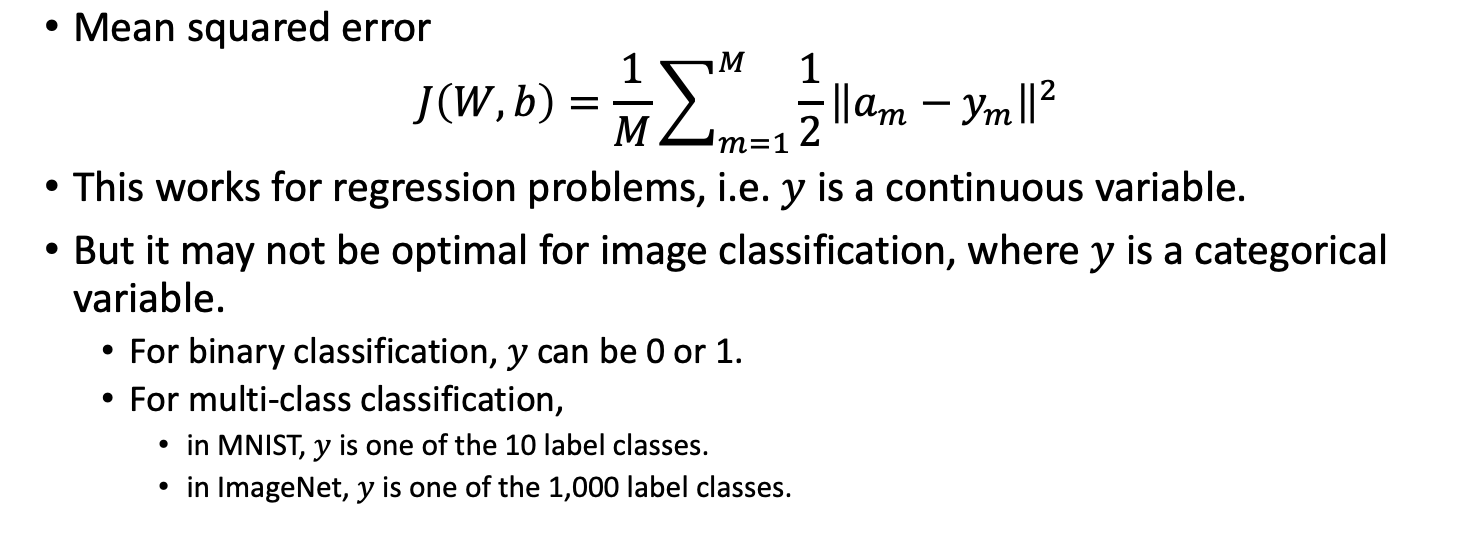 • Mean squared error
J(W, b) = 1/M ∑_{m=1}^{M} 1/2 ‖a_m − y_m‖²
• This works for regression problems, i.e. y is a continuous variable.
• But it may not be optimal for image classification, where y is a categorical
variable.
• For binary classification, y can be 0 or 1.
• For multi-class classification,
• in MNIST, y is one of the 10 label classes.
• in ImageNet, y is one of the 1,000 label classes.